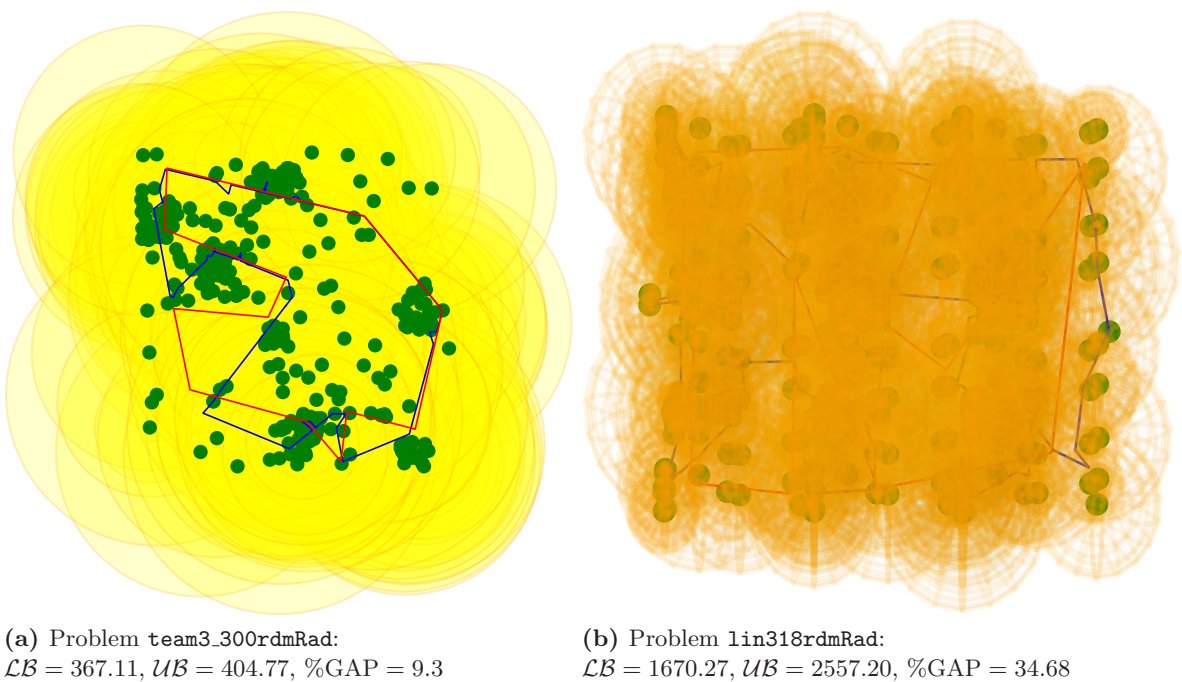 (a) Problem team3_300rdmRad:
ℒℬ = 367.11, 𝒰ℬ = 404.77, %GAP = 9.3
(b) Problem lin318rdmRad:
ℒℬ = 1670.27, 𝒰ℬ = 2557.20, %GAP = 34.68